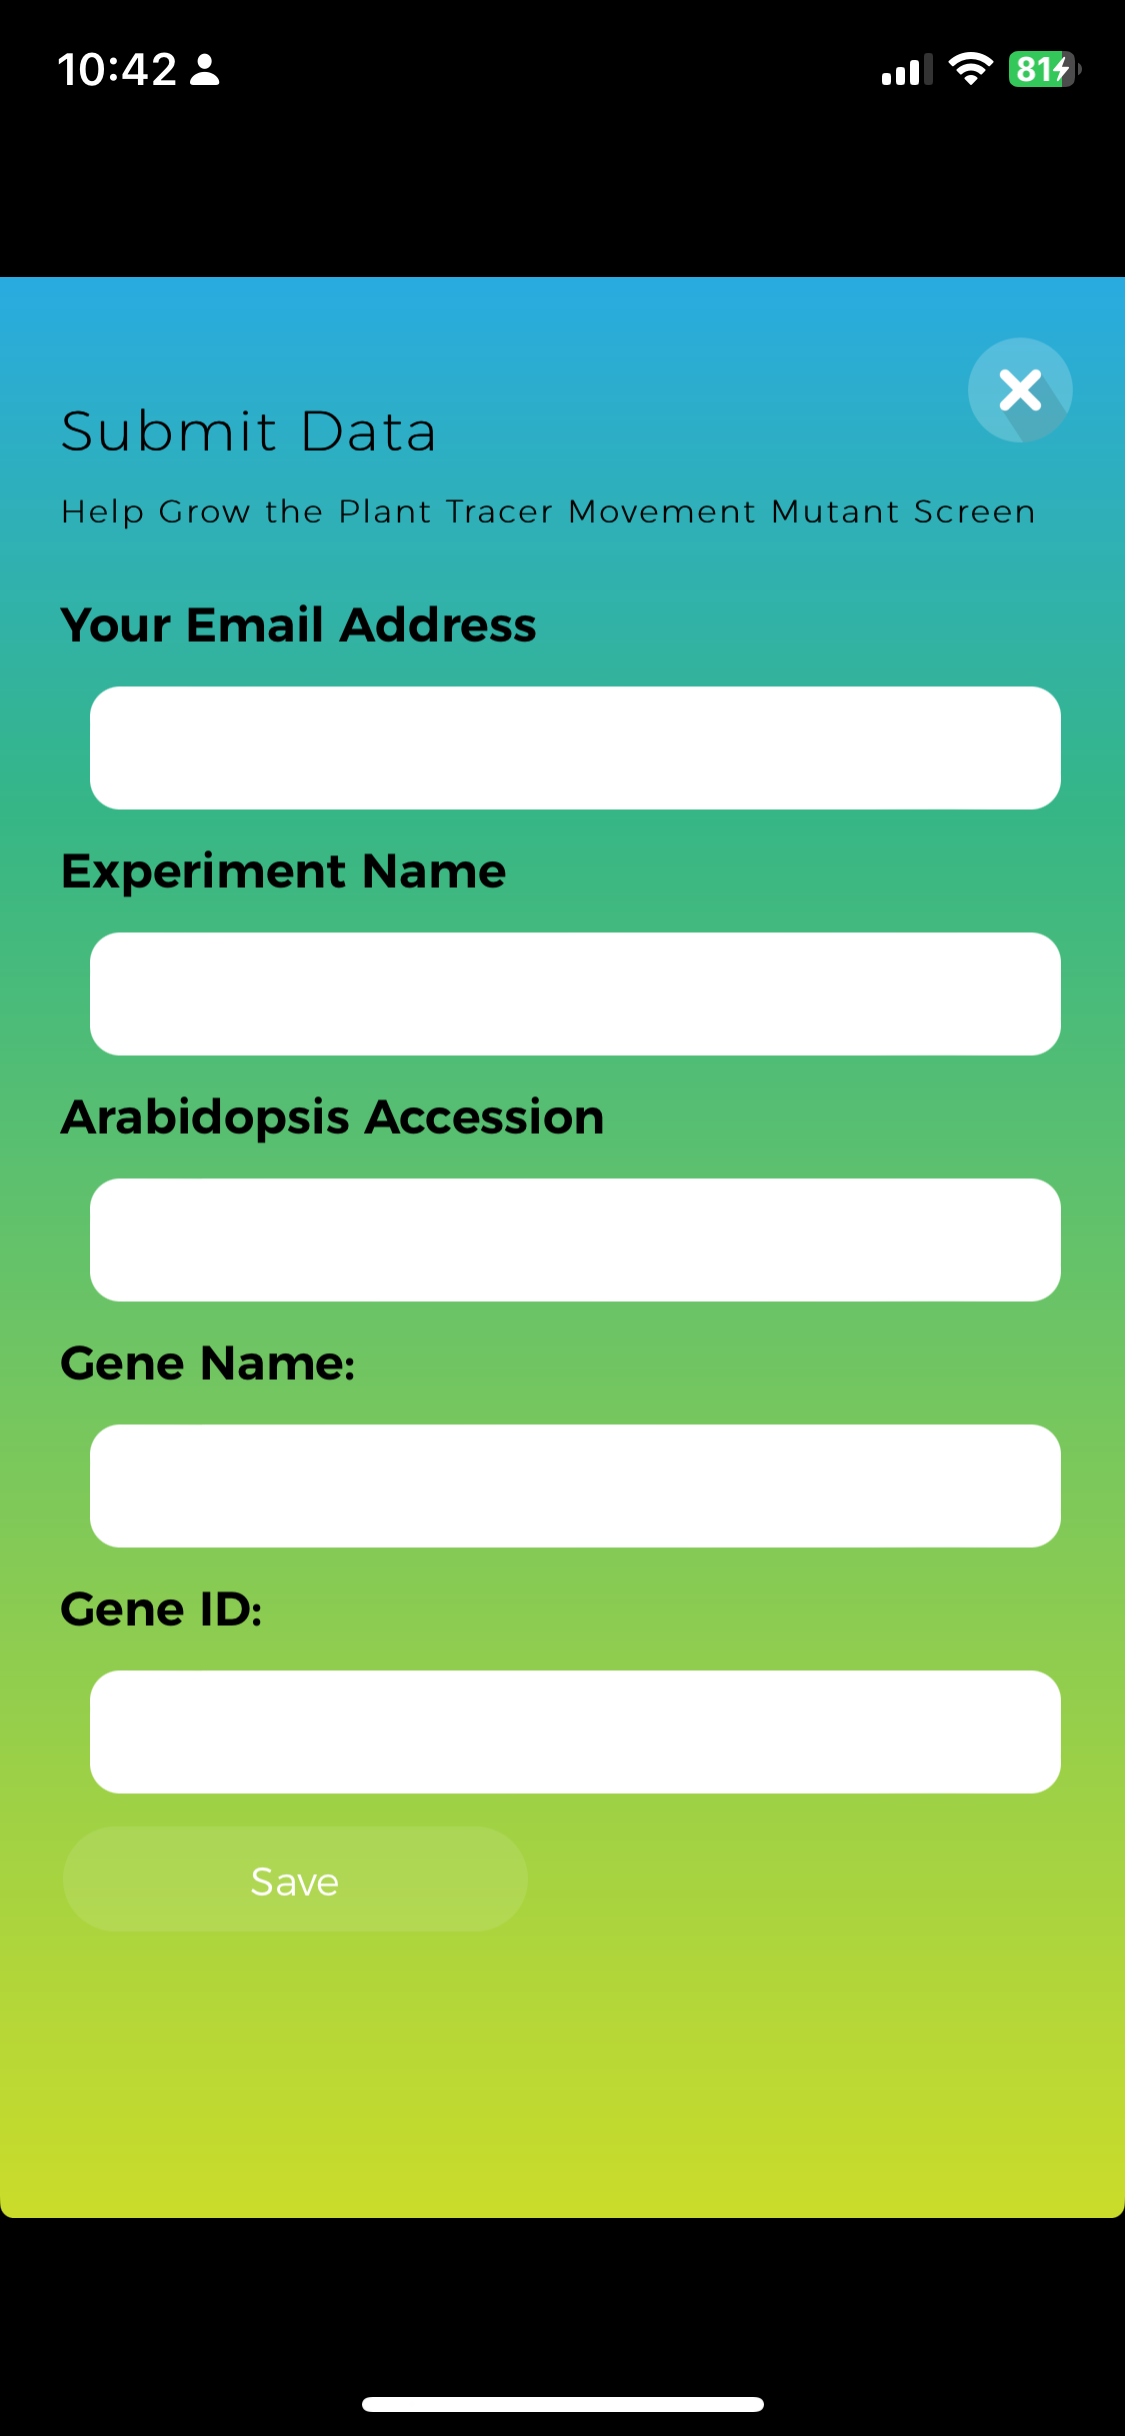 10:42
81
Submit Data
Help Grow the Plant Tracer Movement Mutant Screen
Your Email Address
Experiment Name
Arabidopsis Accession
Gene Name:
Gene ID:
Save